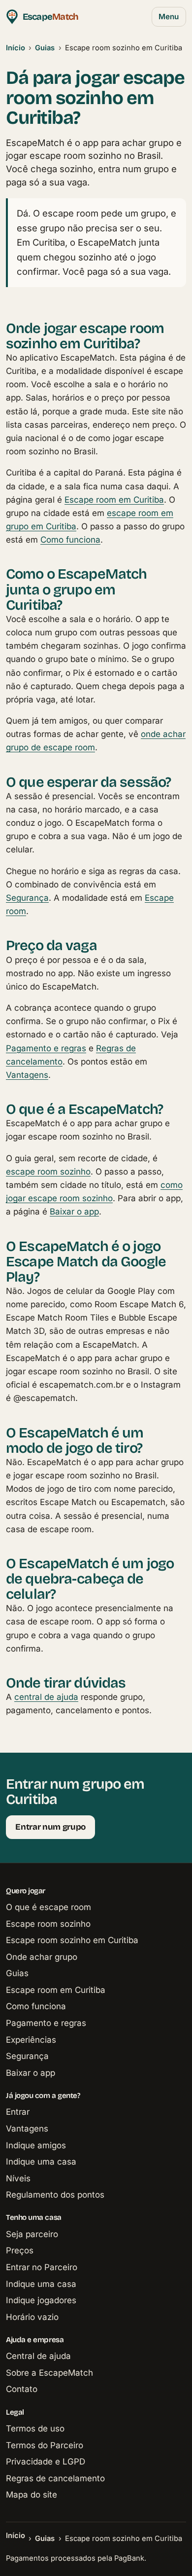 EscapeMatch
Menu
Início › Guias › Escape room sozinho em Curitiba
Dá para jogar escape
room sozinho em
Curitiba?
EscapeMatch é o app para achar grupo e
jogar escape room sozinho no Brasil.
Você chega sozinho, entra num grupo e
paga só a sua vaga.
Dá. O escape room pede um grupo, e
esse grupo não precisa ser o seu.
Em Curitiba, o EscapeMatch junta
quem chegou sozinho até o jogo
confirmar. Você paga só a sua vaga.
Onde jogar escape room
sozinho em Curitiba?
No aplicativo EscapeMatch. Esta página é de
Curitiba, e a modalidade disponível é escape
room. Você escolhe a sala e o horário no
app. Salas, horários e o preço por pessoa
estão lá, porque a grade muda. Este site não
lista casas parceiras, endereço nem preço. O
guia nacional é o de como jogar escape
room sozinho no Brasil.
Curitiba é a capital do Paraná. Esta página é
da cidade, e a sala fica numa casa daqui. A
página geral é Escape room em Curitiba. O
grupo na cidade está em escape room em
grupo em Curitiba. O passo a passo do grupo
está em Como funciona.
Como o EscapeMatch
junta o grupo em
Curitiba?
Você escolhe a sala e o horário. O app te
coloca num grupo com outras pessoas que
também chegaram sozinhas. O jogo confirma
quando o grupo bate o mínimo. Se o grupo
não confirmar, o Pix é estornado e o cartão
não é capturado. Quem chega depois paga a
própria vaga, até lotar.
Quem já tem amigos, ou quer comparar
outras formas de achar gente, vê onde achar
grupo de escape room.
O que esperar da sessão?
A sessão é presencial. Vocês se encontram
na casa, no horário marcado, e a casa
conduz o jogo. O EscapeMatch forma o
grupo e cobra a sua vaga. Não é um jogo de
celular.
Chegue no horário e siga as regras da casa.
O combinado de convivência está em
Segurança. A modalidade está em Escape
room.
Preço da vaga
O preço é por pessoa e é o da sala,
mostrado no app. Não existe um ingresso
único do EscapeMatch.
A cobrança acontece quando o grupo
confirma. Se o grupo não confirmar, o Pix é
estornado e o cartão não é capturado. Veja
Pagamento e regras e Regras de
cancelamento. Os pontos estão em
Vantagens.
O que é a EscapeMatch?
EscapeMatch é o app para achar grupo e
jogar escape room sozinho no Brasil.
O guia geral, sem recorte de cidade, é
escape room sozinho. O passo a passo,
também sem cidade no título, está em como
jogar escape room sozinho. Para abrir o app,
a página é Baixar o app.
O EscapeMatch é o jogo
Escape Match da Google
Play?
Não. Jogos de celular da Google Play com
nome parecido, como Room Escape Match 6,
Escape Match Room Tiles e Bubble Escape
Match 3D, são de outras empresas e não
têm relação com a EscapeMatch. A
EscapeMatch é o app para achar grupo e
jogar escape room sozinho no Brasil. O site
oficial é escapematch.com.br e o Instagram
é @escapematch.
O EscapeMatch é um
modo de jogo de tiro?
Não. EscapeMatch é o app para achar grupo
e jogar escape room sozinho no Brasil.
Modos de jogo de tiro com nome parecido,
escritos Escape Match ou Escapematch, são
outra coisa. A sessão é presencial, numa
casa de escape room.
O EscapeMatch é um jogo
de quebra-cabeça de
celular?
Não. O jogo acontece presencialmente na
casa de escape room. O app só forma o
grupo e cobra a vaga quando o grupo
confirma.
Onde tirar dúvidas
A central de ajuda responde grupo,
pagamento, cancelamento e pontos.
Entrar num grupo em
Curitiba
Entrar num grupo
Quero jogar
O que é escape room
Escape room sozinho
Escape room sozinho em Curitiba
Onde achar grupo
Guias
Escape room em Curitiba
Como funciona
Pagamento e regras
Experiências
Segurança
Baixar o app
Já jogou com a gente?
Entrar
Vantagens
Indique amigos
Indique uma casa
Níveis
Regulamento dos pontos
Tenho uma casa
Seja parceiro
Preços
Entrar no Parceiro
Indique uma casa
Indique jogadores
Horário vazio
Ajuda e empresa
Central de ajuda
Sobre a EscapeMatch
Contato
Legal
Termos de uso
Termos do Parceiro
Privacidade e LGPD
Regras de cancelamento
Mapa do site
Início › Guias › Escape room sozinho em Curitiba
Pagamentos processados pela PagBank.